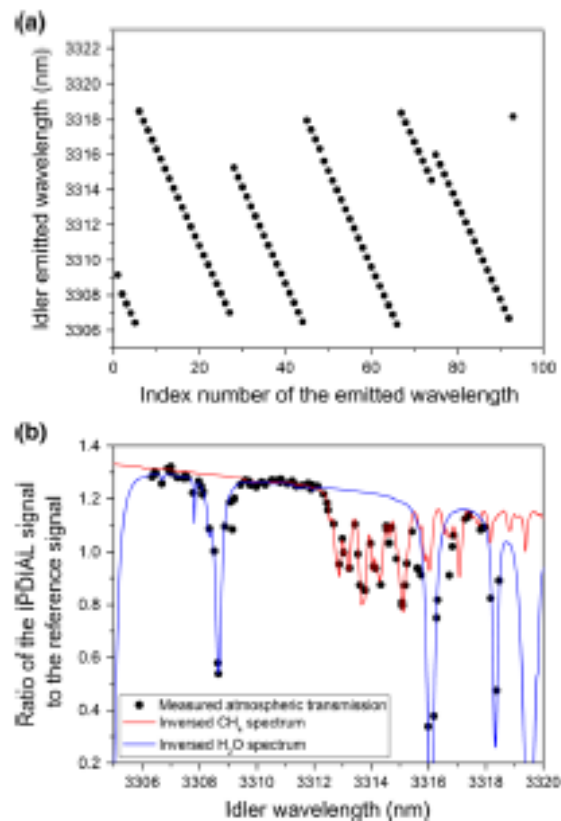 (a)
3322
3320
3318
3316
3314
3312
3310
3308
3306
Idler emitted wavelength (nm)
0 20 40 60 80 100
Index number of the emitted wavelength
(b)
1.4
1.2
1.0
0.8
0.6
0.4
0.2
Ratio of the IPDiAL signal
to the reference signal
Measured atmospheric transmission
Inversed CH4 spectrum
Inversed H2O spectrum
3306 3308 3310 3312 3314 3316 3318 3320
Idler wavelength (nm)